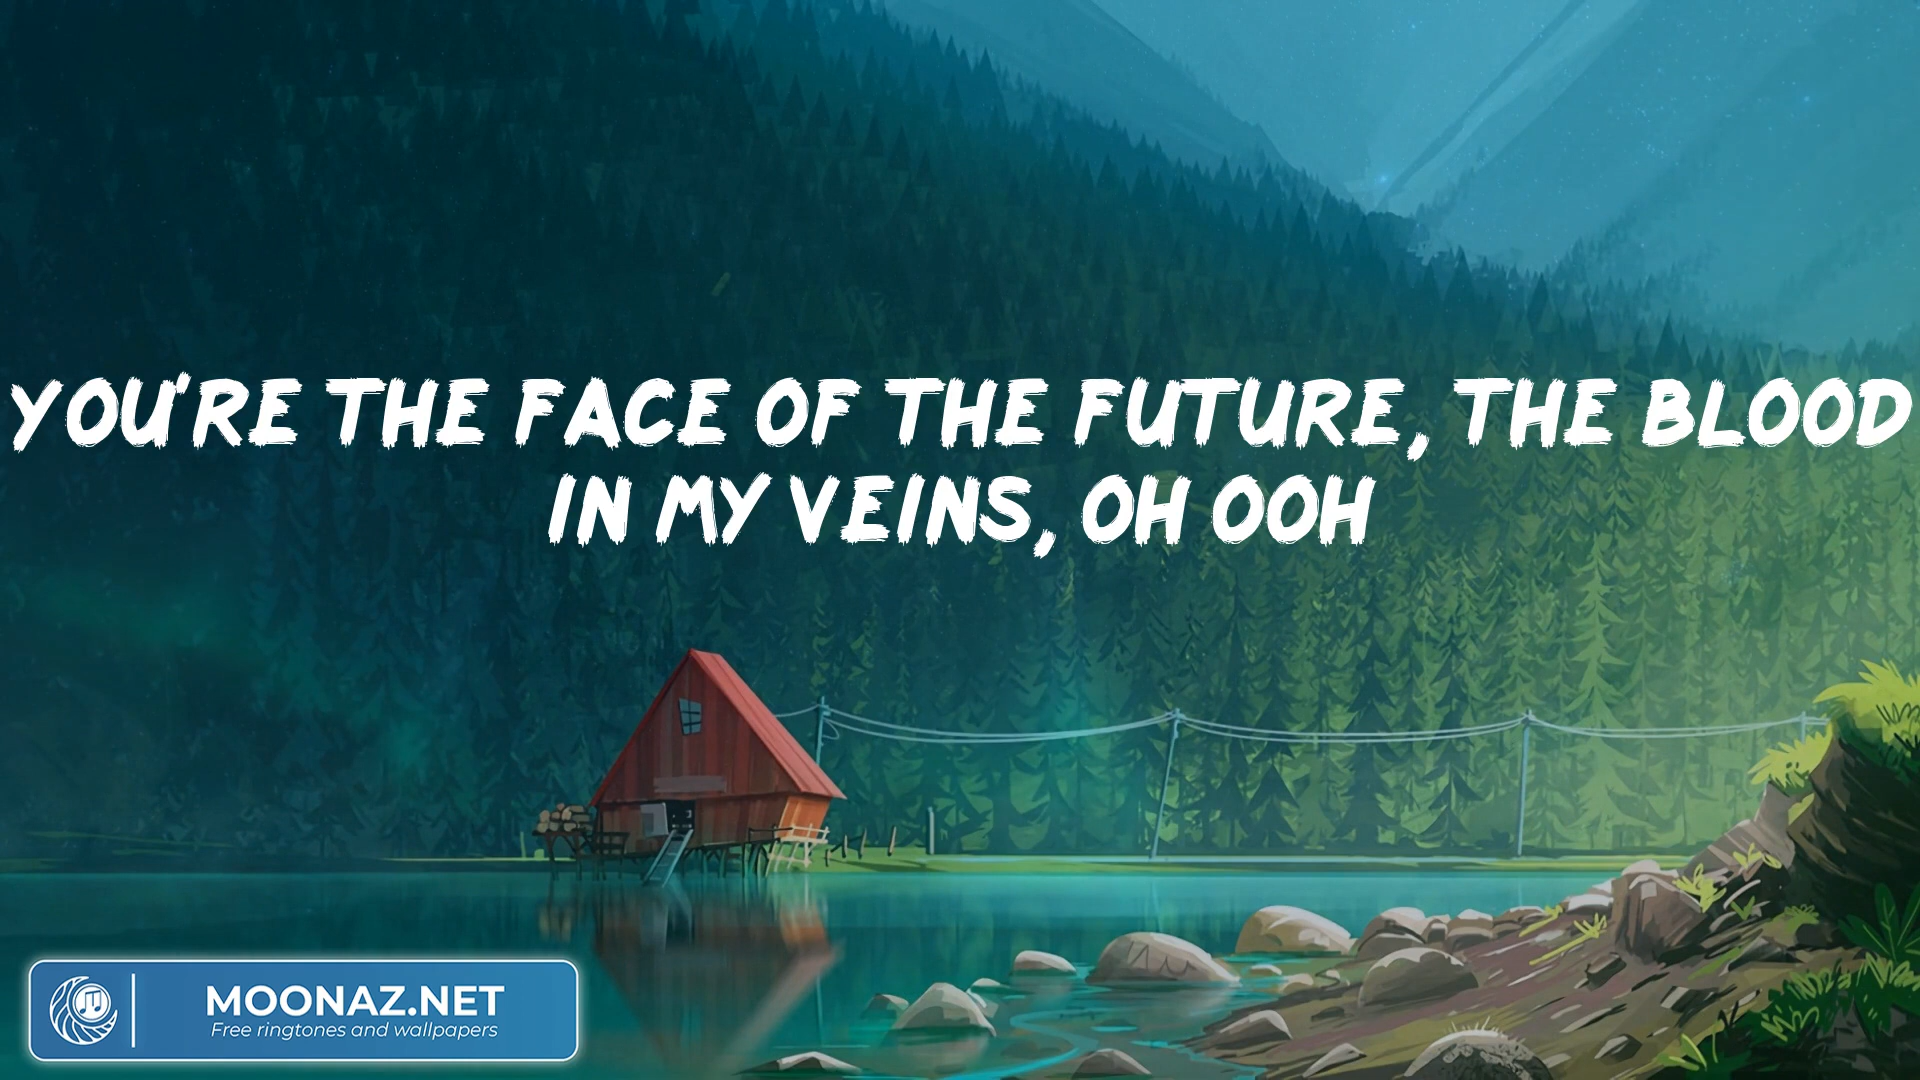 YOU'RE THE FACE OF THE FUTURE, THE BLOOD
IN MY VEINS, OH OOH
MOONAZ.NET
Free ringtones and wallpapers